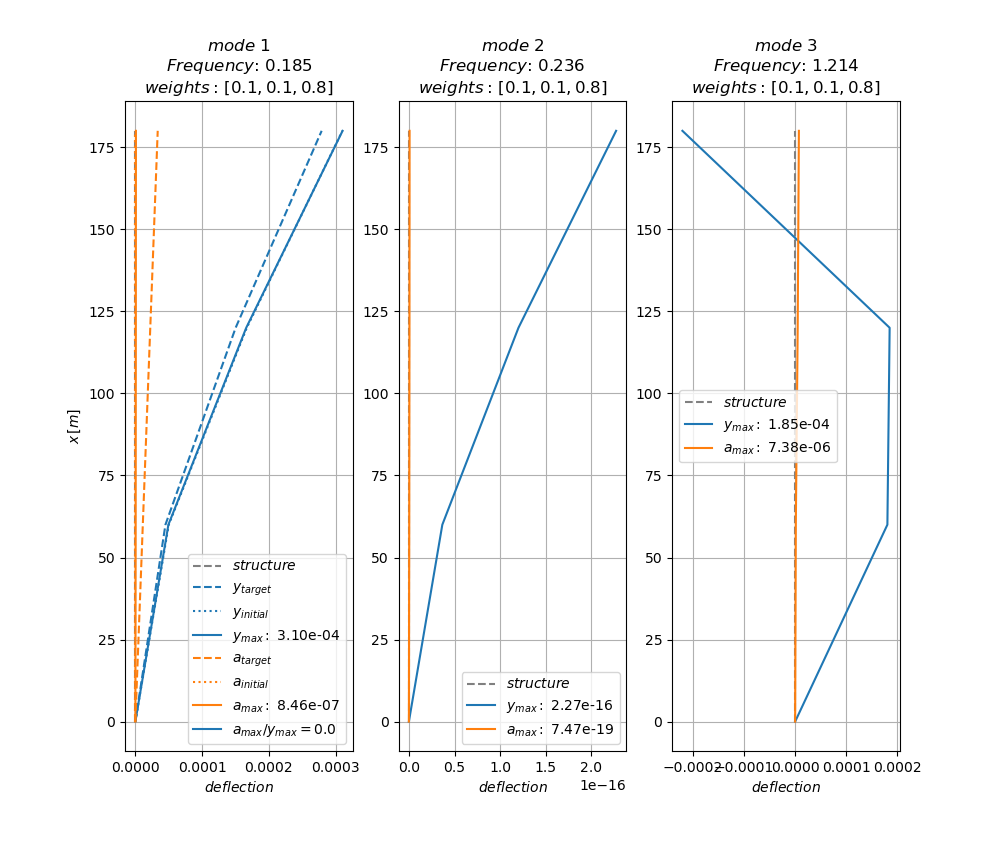 mode 1
Frequency: 0.185
weights : [0.1, 0.1, 0.8]
mode 2
Frequency: 0.236
weights : [0.1, 0.1, 0.8]
mode 3
Frequency: 1.214
weights : [0.1, 0.1, 0.8]
x [m]
175
150
125
100
75
50
25
0
structure
y_target
y_initial
y_max : 3.10e-04
a_target
a_initial
a_max : 8.46e-07
a_max/y_max = 0.0
0.0000 0.0001 0.0002 0.0003
deflection
175
150
125
100
75
50
25
0
structure
y_max : 2.27e-16
a_max : 7.47e-19
0.0 0.5 1.0 1.5 2.0
1e−16
deflection
175
150
125
100
75
50
25
0
structure
y_max : 1.85e-04
a_max : 7.38e-06
−0.0002 −0.0001 0.0000 0.0001 0.0002
deflection